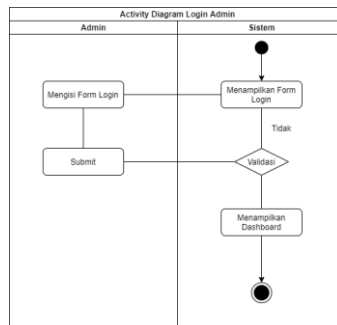 Activity Diagram Login Admin
Admin
Sistem
Mengisi Form Login
Menampilkan Form
Login
Tidak
Submit
Validasi
Menampilkan
Dashboard